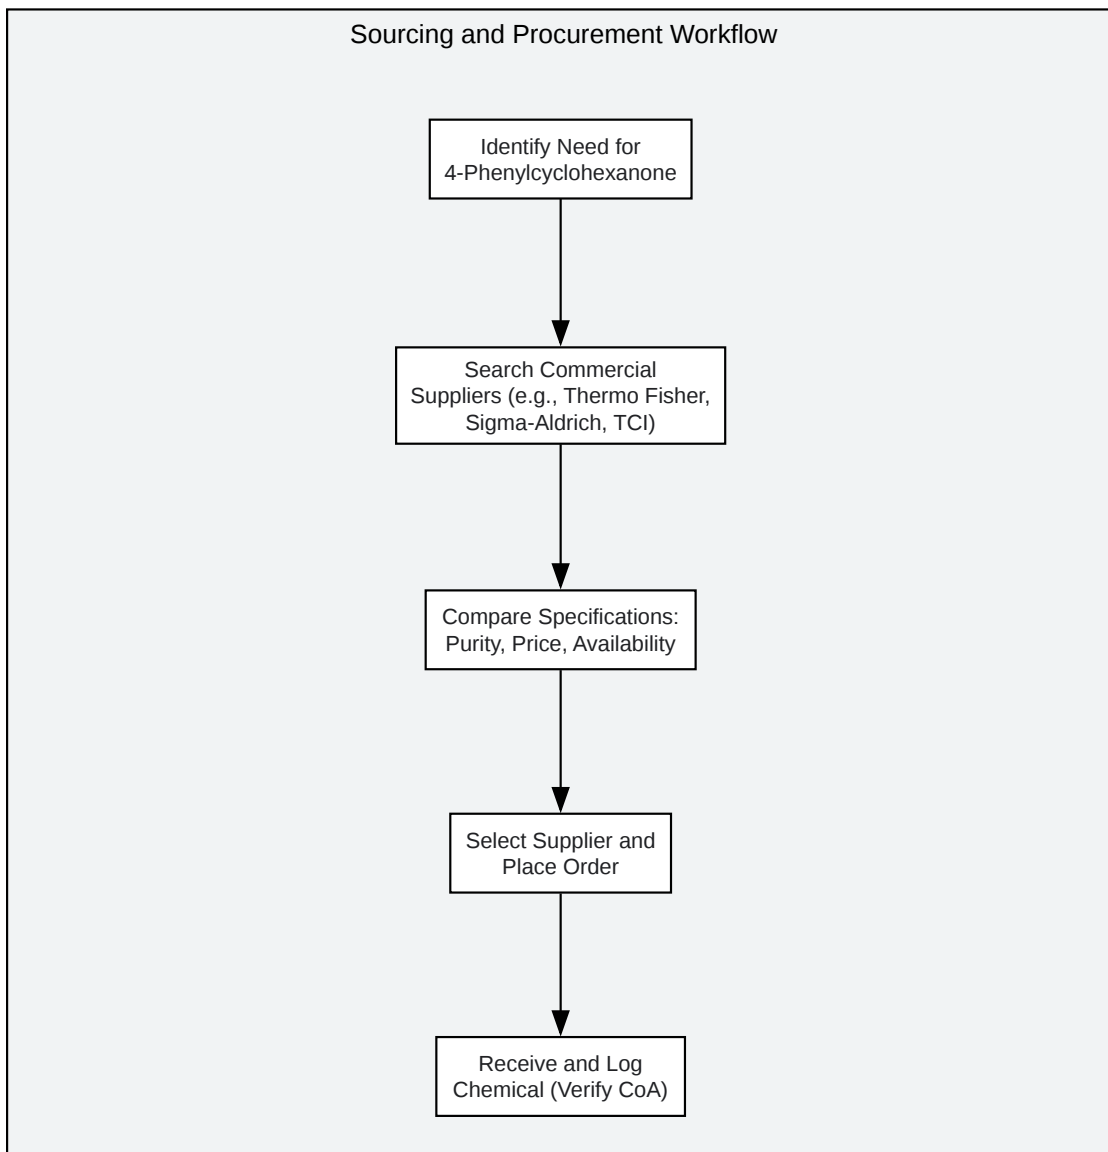 Sourcing and Procurement Workflow
Identify Need for
4-Phenylcyclohexanone
Search Commercial
Suppliers (e.g., Thermo Fisher,
Sigma-Aldrich, TCI)
Compare Specifications:
Purity, Price, Availability
Select Supplier and
Place Order
Receive and Log
Chemical (Verify CoA)